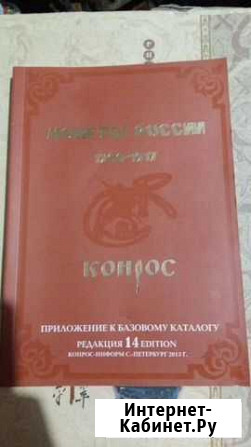 МОНЕТЫ РОССИИ
1700-1917
КОНРОС
ПРИЛОЖЕНИЕ К БАЗОВОМУ КАТАЛОГУ
РЕДАКЦИЯ 14 EDITION
КОНРОС-ИНФОРМ С.-ПЕТЕРБУРГ 2013 Г.
Интернет-
Кабинет.Ру